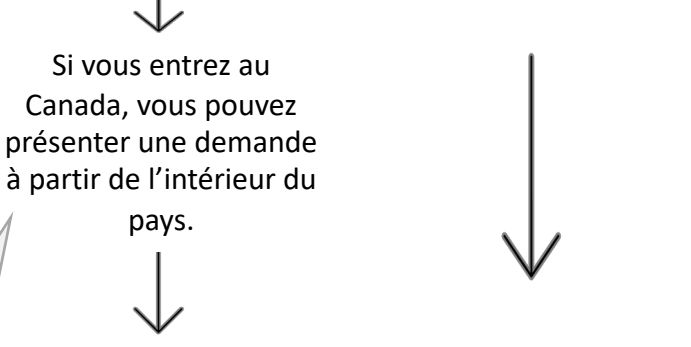 Si vous entrez au
Canada, vous pouvez
présenter une demande
à partir de l’intérieur du
pays.